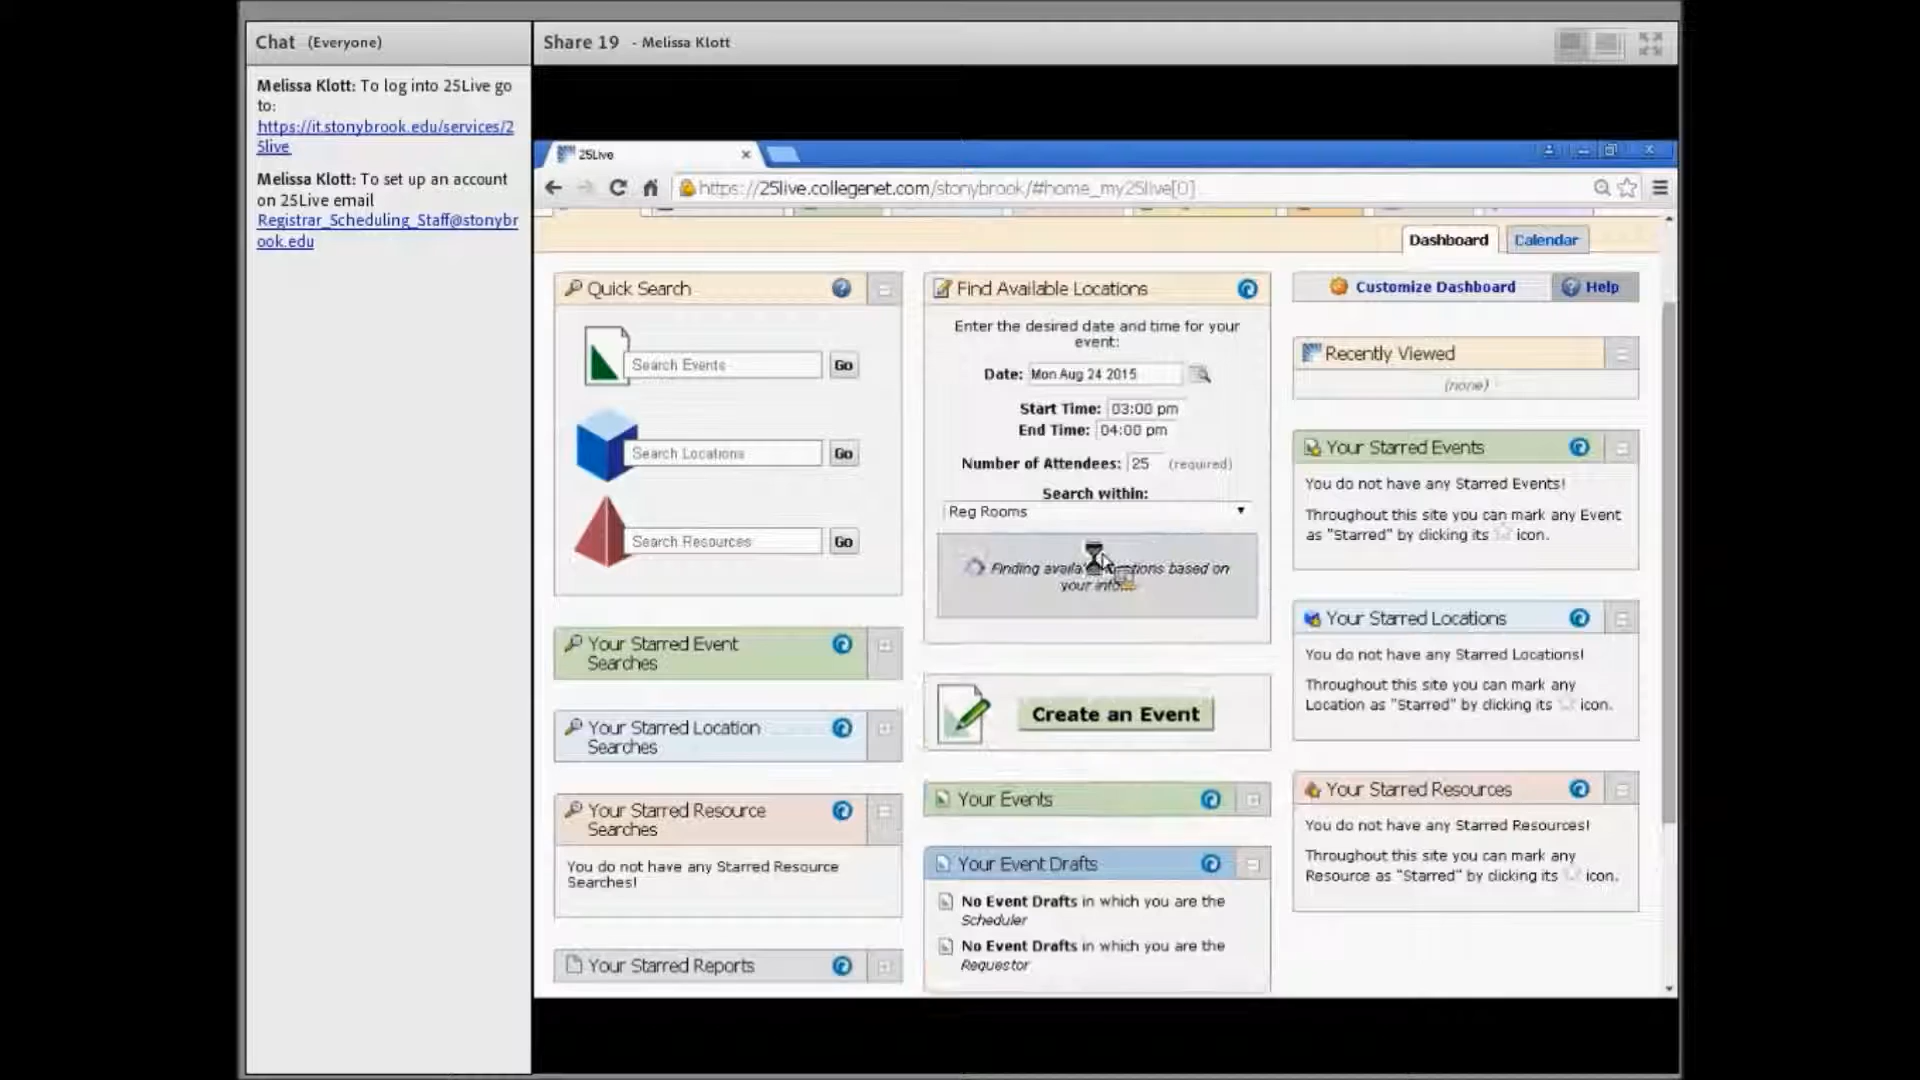 Chat (Everyone)
Melissa Klott: To log into 25Live go
to:
https://it.stonybrook.edu/services/2
5live
Melissa Klott: To set up an account
on 25Live email
Registrar_Scheduling_Staff@stonybr
ook.edu
Share 19 - Melissa Klott
25Live
https://25live.collegenet.com/stonybrook/#home_my25live[0]
Dashboard
Calendar
Quick Search
Search Events
Go
Search Locations
Go
Search Resources
Go
Your Starred Event
Searches
Your Starred Location
Searches
Your Starred Resource
Searches
You do not have any Starred Resource
Searches!
Your Starred Reports
Find Available Locations
Enter the desired date and time for your
event:
Date: Mon Aug 24 2015
Start Time: 03:00 pm
End Time: 04:00 pm
Number of Attendees: 25 (required)
Search within:
Reg Rooms
Finding based on
your
Create an Event
Your Events
Your Event Drafts
No Event Drafts in which you are the
Scheduler
No Event Drafts in which you are the
Requestor
Customize Dashboard
Help
Recently Viewed
(none)
Your Starred Events
You do not have any Starred Events!
Throughout this site you can mark any Event
as "Starred" by clicking its icon.
Your Starred Locations
You do not have any Starred Locations!
Throughout this site you can mark any
Location as "Starred" by clicking its icon.
Your Starred Resources
You do not have any Starred Resources!
Throughout this site you can mark any
Resource as "Starred" by clicking its icon.